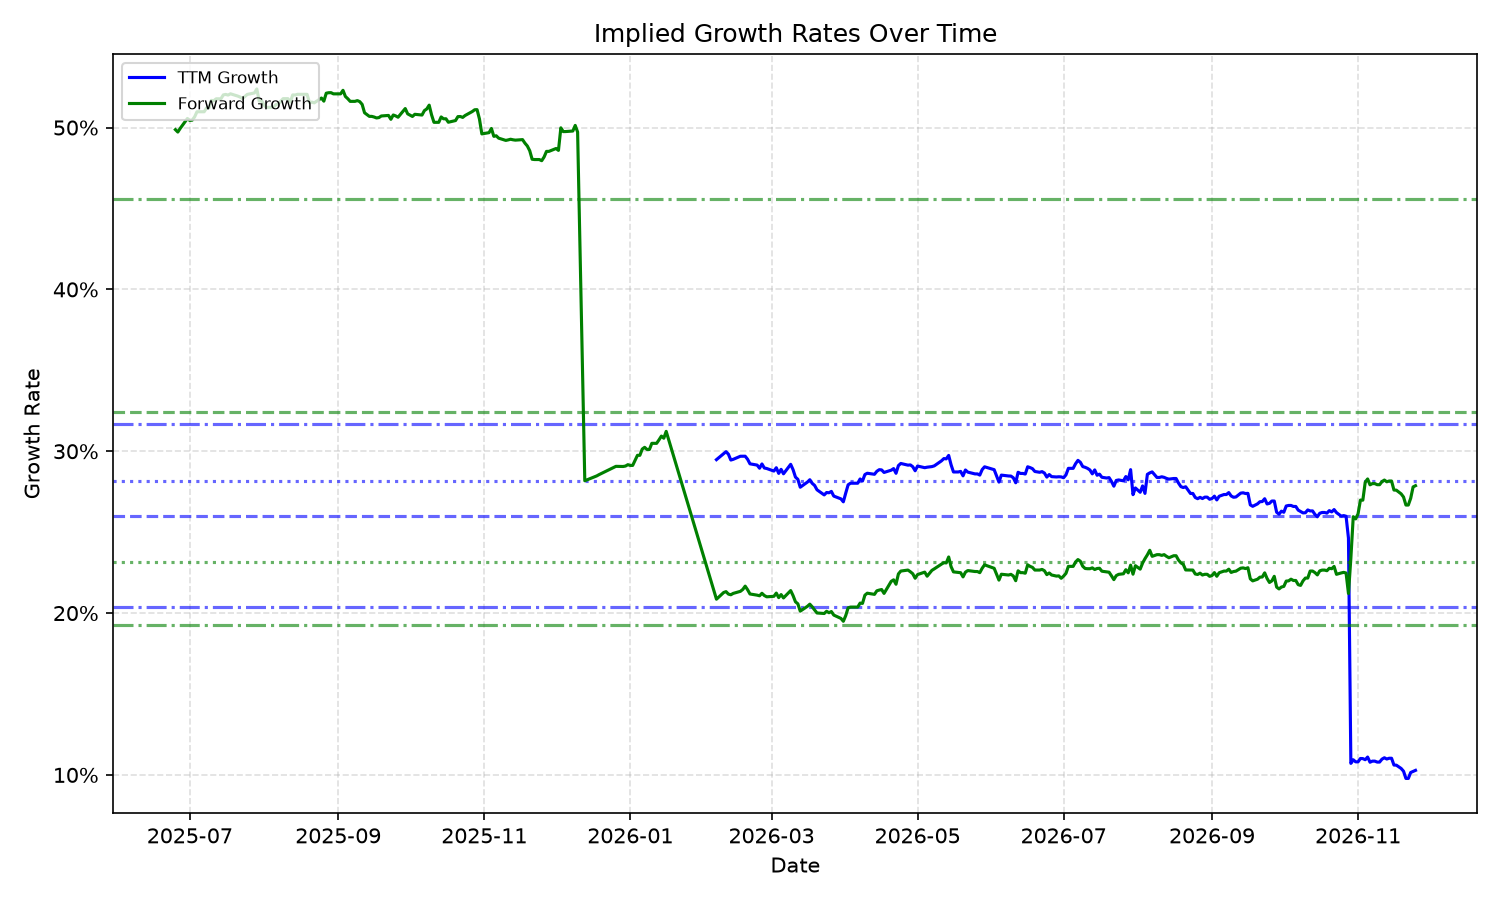 Implied Growth Rates Over Time
TTM Growth
Forward Growth
50%
40%
30%
20%
10%
Growth Rate
2025-07
2025-09
2025-11
2026-01
2026-03
2026-05
2026-07
2026-09
2026-11
Date